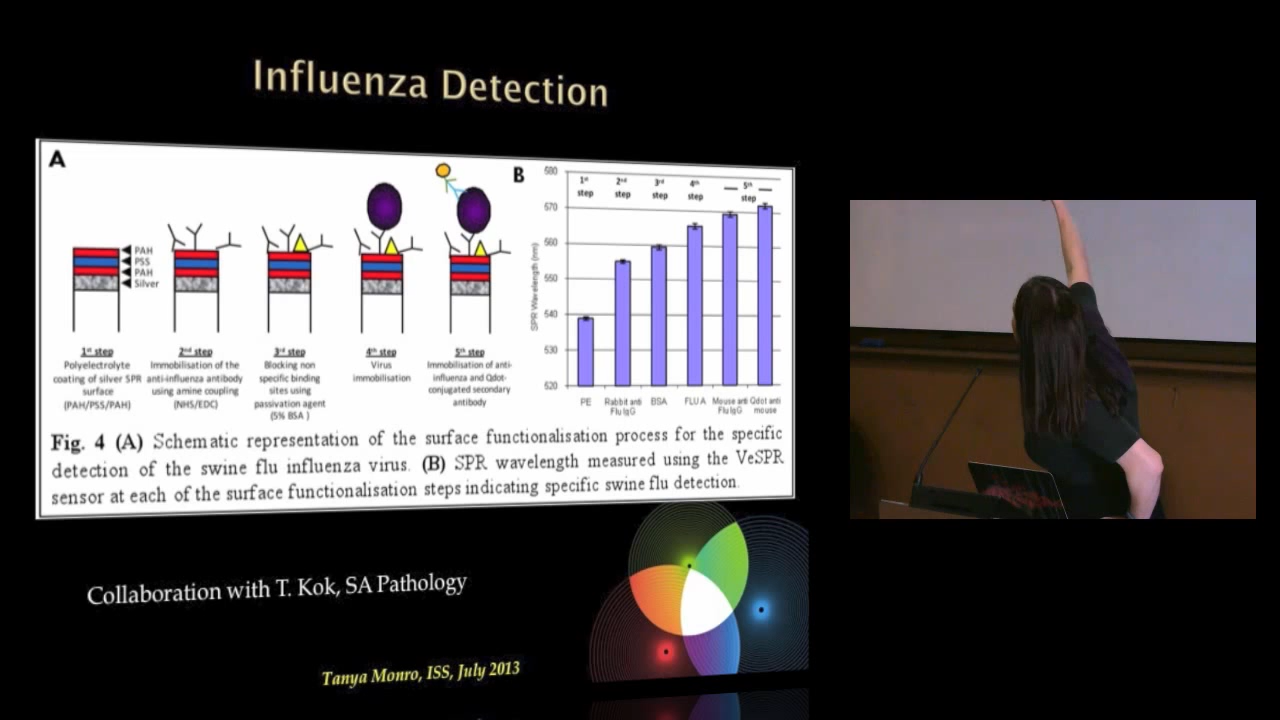 Influenza Detection
A
B
PAH
PSS
PAH
Silver
1st step
Polyelectrolyte
coating of silver SPR
surface
(PAH/PSS/PAH)
2nd step
Immobilisation of the
anti-influenza antibody
using amine coupling
(NHS/EDC)
3rd step
Blocking non
specific binding
sites using
passivation agent
(5% BSA )
4th step
Virus
immobilisation
5th step
Immobilisation of anti-
influenza and Qdot-
conjugated secondary
antibody
SPR Wavelength (nm)
580
570
560
550
540
530
520
1st step
2nd step
3rd step
4th step
5th step
PE
Rabbit anti
Flu IgG
BSA
FLU A
Mouse anti
Flu IgG
Qdot anti
mouse
Fig. 4 (A) Schematic representation of the surface functionalisation process for the specific
detection of the swine flu influenza virus. (B) SPR wavelength measured using the VeSPR
sensor at each of the surface functionalisation steps indicating specific swine flu detection.
Collaboration with T. Kok, SA Pathology
Tanya Monro, ISS, July 2013